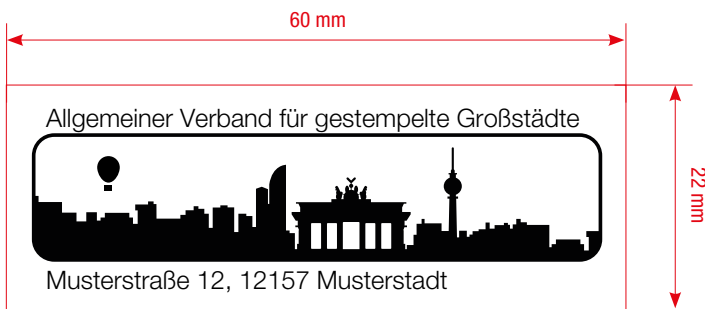 60 mm
Allgemeiner Verband für gestempelte Großstädte
22 mm
Musterstraße 12, 12157 Musterstadt